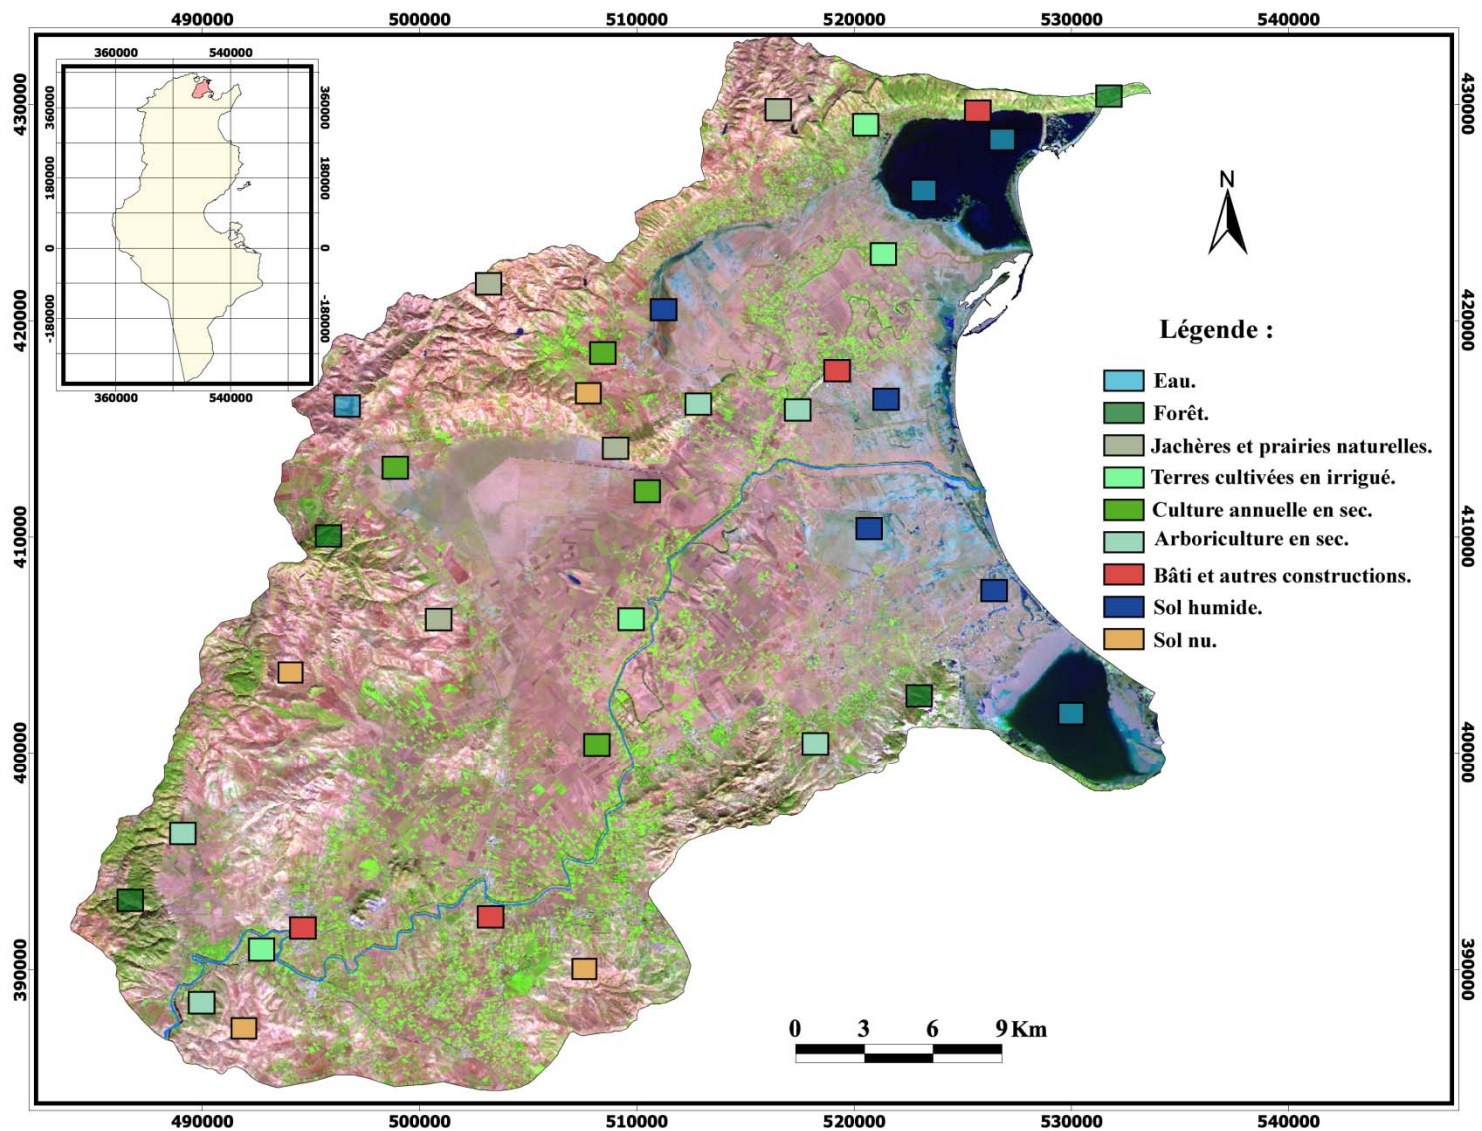 490000 500000 510000 520000 530000 540000
360000 540000
430000
360000
360000
430000
180000
180000
N
0
0
420000
-180000
-180000
420000
Légende :
360000 540000
Eau.
Forêt.
Jachères et prairies naturelles.
Terres cultivées en irrigué.
Culture annuelle en sec.
410000
Arboriculture en sec.
410000
Bâti et autres constructions.
Sol humide.
Sol nu.
400000
400000
390000
390000
0 3 6 9 Km
490000 500000 510000 520000 530000 540000